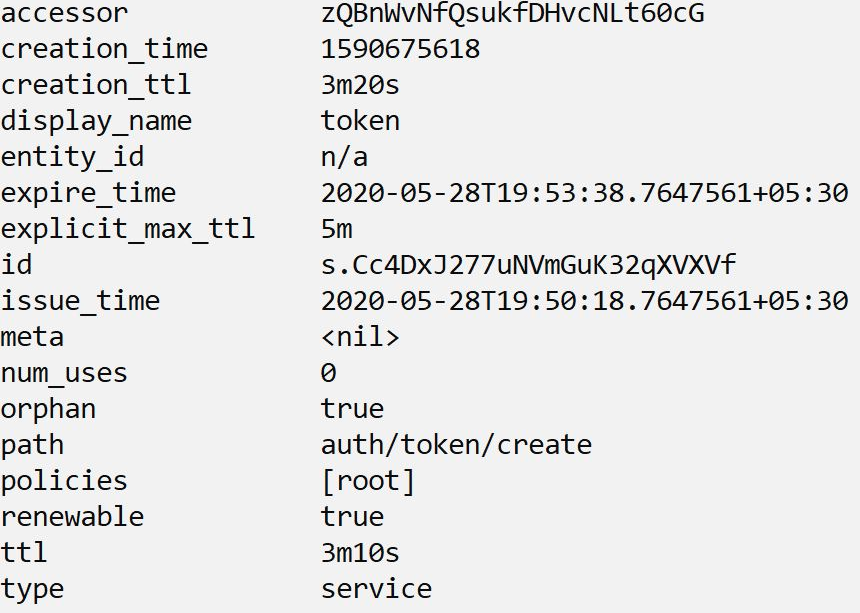 accessor zQBnWvNfQsukfDHvcNLt60cG
creation_time 1590675618
creation_ttl 3m20s
display_name token
entity_id n/a
expire_time 2020-05-28T19:53:38.7647561+05:30
explicit_max_ttl 5m
id s.Cc4DxJ277uNVmGuK32qXVXVf
issue_time 2020-05-28T19:50:18.7647561+05:30
meta <nil>
num_uses 0
orphan true
path auth/token/create
policies [root]
renewable true
ttl 3m10s
type service